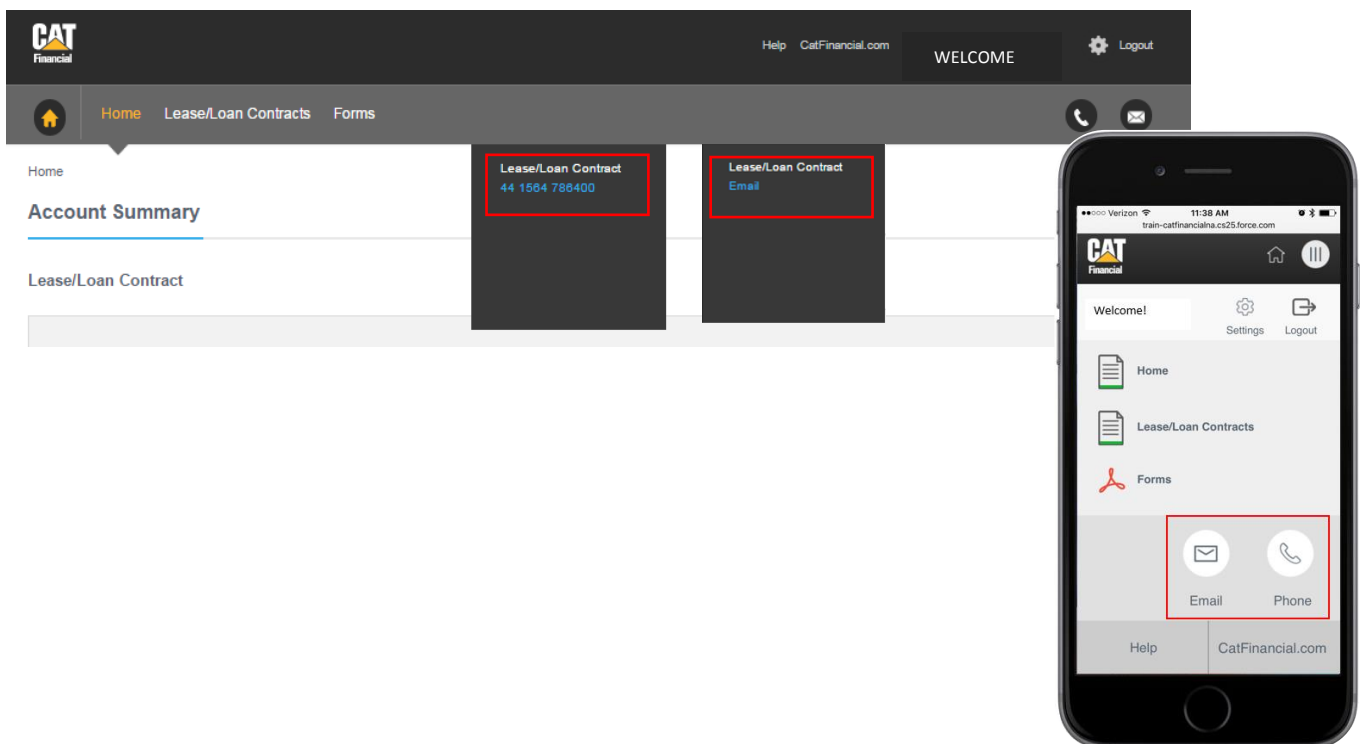 CAT
Financial
Help CatFinancial.com WELCOME Logout
Home Lease/Loan Contracts Forms
Home
Account Summary
Lease/Loan Contract
Lease/Loan Contract
44 1564 786400
Lease/Loan Contract
Email
Verizon 11:38 AM
train-catfinancialna.cs25.force.com
CAT
Financial
Welcome!
Settings Logout
Home
Lease/Loan Contracts
Forms
Email Phone
Help CatFinancial.com